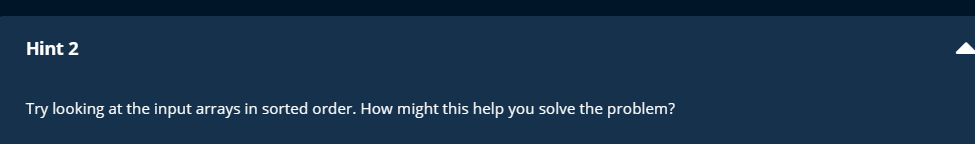 Hint 2
Try looking at the input arrays in sorted order. How might this help you solve the problem?